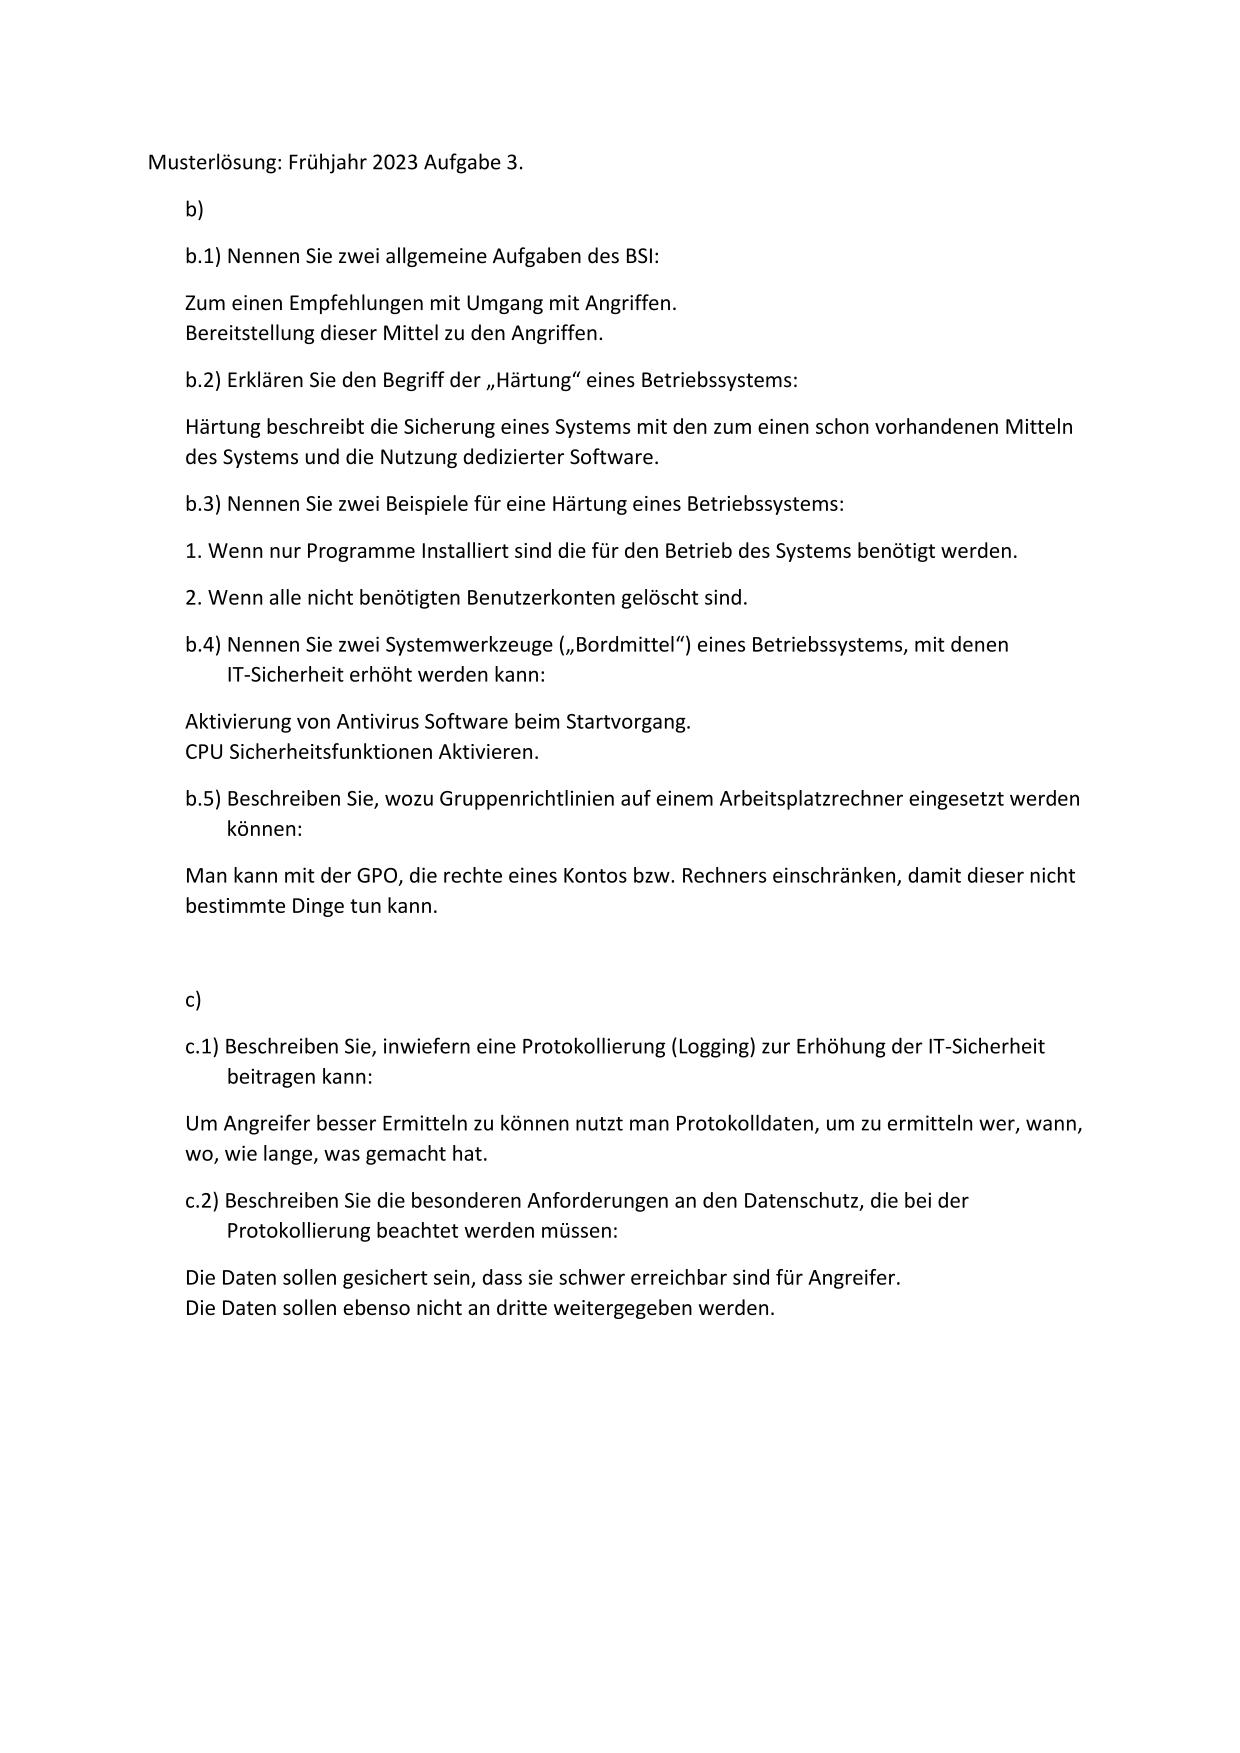 Musterlösung: Frühjahr 2023 Aufgabe 3.
b)
b.1) Nennen Sie zwei allgemeine Aufgaben des BSI:
Zum einen Empfehlungen mit Umgang mit Angriffen.
Bereitstellung dieser Mittel zu den Angriffen.
b.2) Erklären Sie den Begriff der „Härtung“ eines Betriebssystems:
Härtung beschreibt die Sicherung eines Systems mit den zum einen schon vorhandenen Mitteln
des Systems und die Nutzung dedizierter Software.
b.3) Nennen Sie zwei Beispiele für eine Härtung eines Betriebssystems:
1. Wenn nur Programme Installiert sind die für den Betrieb des Systems benötigt werden.
2. Wenn alle nicht benötigten Benutzerkonten gelöscht sind.
b.4) Nennen Sie zwei Systemwerkzeuge („Bordmittel“) eines Betriebssystems, mit denen
IT-Sicherheit erhöht werden kann:
Aktivierung von Antivirus Software beim Startvorgang.
CPU Sicherheitsfunktionen Aktivieren.
b.5) Beschreiben Sie, wozu Gruppenrichtlinien auf einem Arbeitsplatzrechner eingesetzt werden
können:
Man kann mit der GPO, die rechte eines Kontos bzw. Rechners einschränken, damit dieser nicht
bestimmte Dinge tun kann.
c)
c.1) Beschreiben Sie, inwiefern eine Protokollierung (Logging) zur Erhöhung der IT-Sicherheit
beitragen kann:
Um Angreifer besser Ermitteln zu können nutzt man Protokolldaten, um zu ermitteln wer, wann,
wo, wie lange, was gemacht hat.
c.2) Beschreiben Sie die besonderen Anforderungen an den Datenschutz, die bei der
Protokollierung beachtet werden müssen:
Die Daten sollen gesichert sein, dass sie schwer erreichbar sind für Angreifer.
Die Daten sollen ebenso nicht an dritte weitergegeben werden.